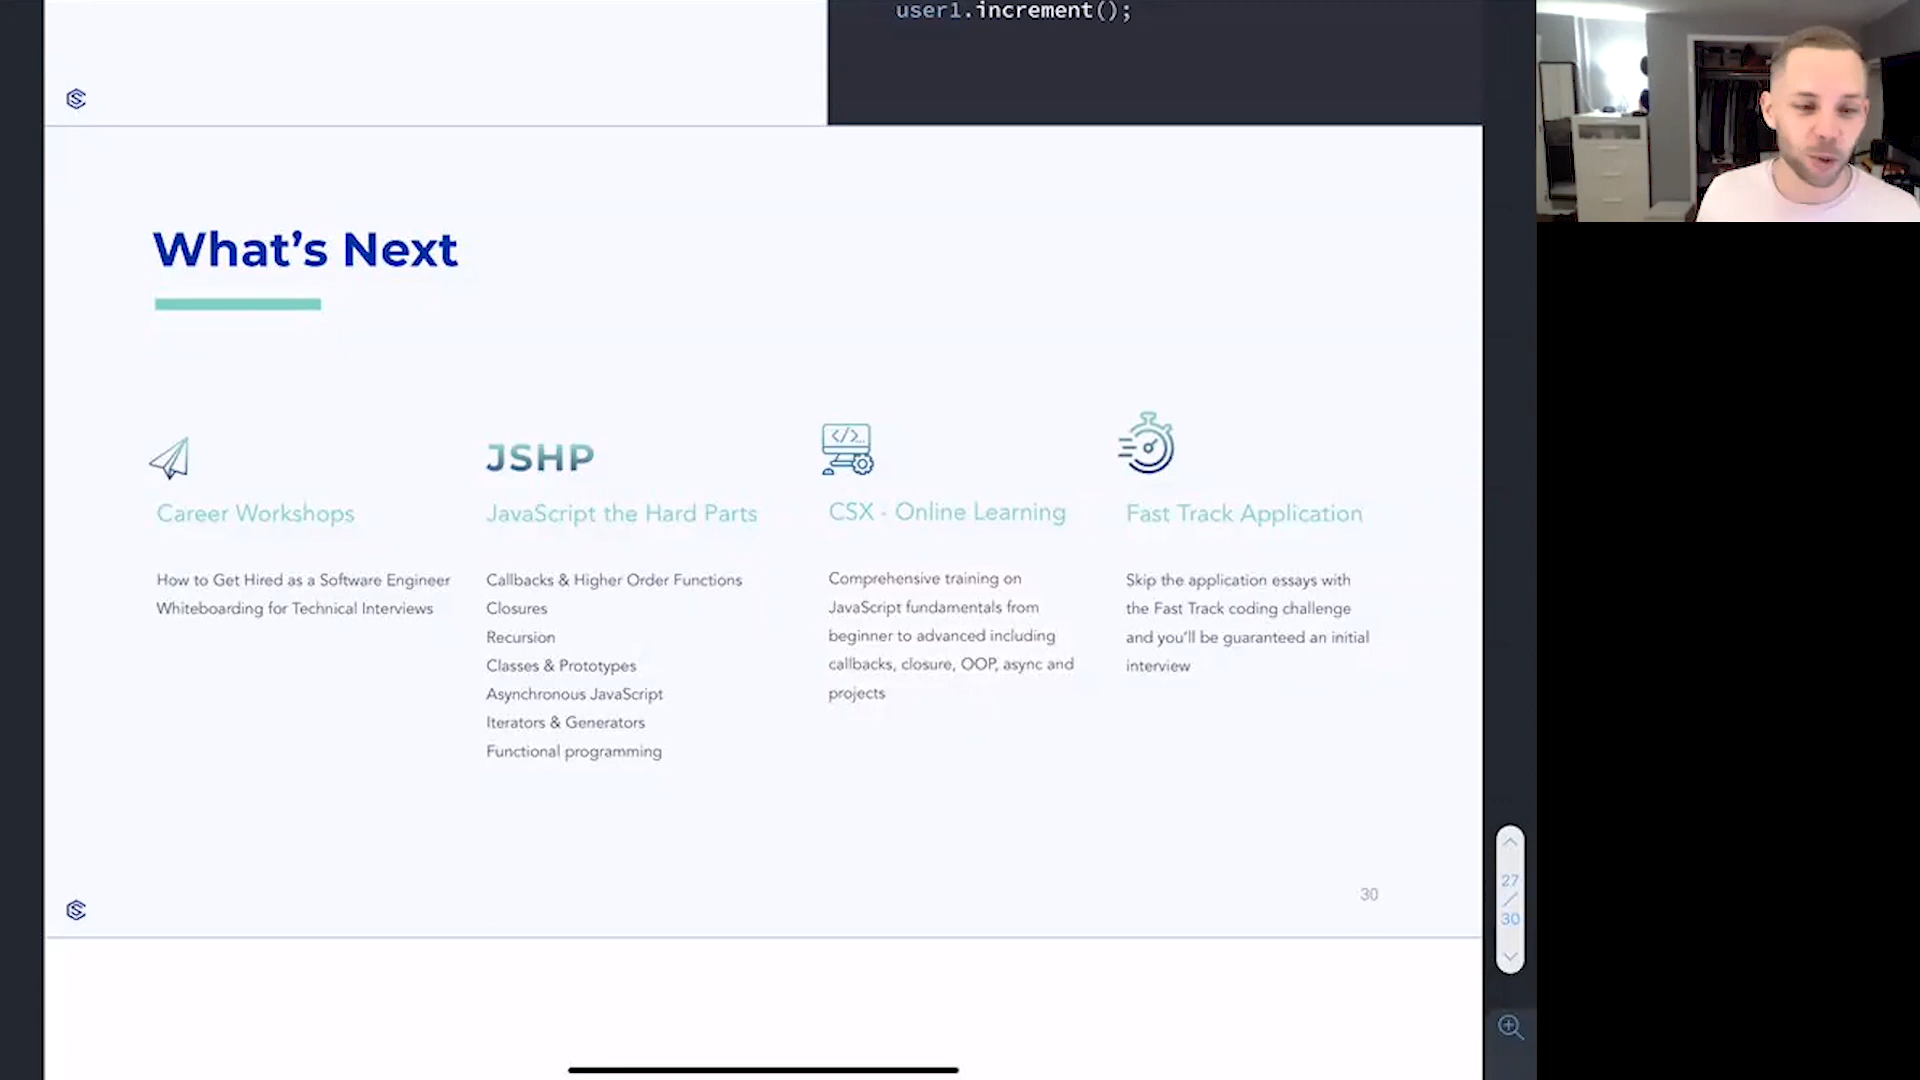 user1.increment();
What's Next
JSHP
</>...
Career Workshops
JavaScript the Hard Parts
CSX - Online Learning
Fast Track Application
How to Get Hired as a Software Engineer
Whiteboarding for Technical Interviews
Callbacks & Higher Order Functions
Closures
Recursion
Classes & Prototypes
Asynchronous JavaScript
Iterators & Generators
Functional programming
Comprehensive training on
JavaScript fundamentals from
beginner to advanced including
callbacks, closure, OOP, async and
projects
Skip the application essays with
the Fast Track coding challenge
and you'll be guaranteed an initial
interview
30
27
/
30